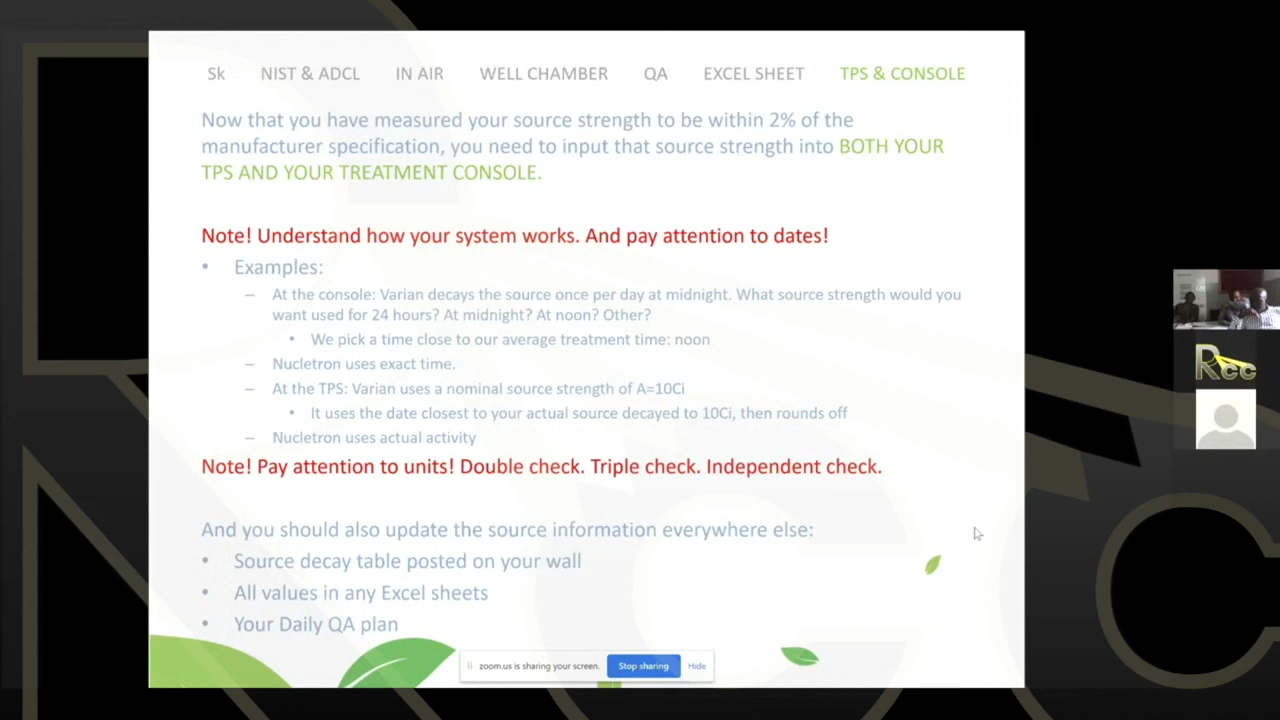 Sk NIST & ADCL IN AIR WELL CHAMBER QA EXCEL SHEET TPS & CONSOLE
Now that you have measured your source strength to be within 2% of the
manufacturer specification, you need to input that source strength into BOTH YOUR
TPS AND YOUR TREATMENT CONSOLE.
Note! Understand how your system works. And pay attention to dates!
• Examples:
– At the console: Varian decays the source once per day at midnight. What source strength would you
want used for 24 hours? At midnight? At noon? Other?
• We pick a time close to our average treatment time: noon
– Nucletron uses exact time.
– At the TPS: Varian uses a nominal source strength of A=10Ci
• It uses the date closest to your actual source decayed to 10Ci, then rounds off
– Nucletron uses actual activity
Note! Pay attention to units! Double check. Triple check. Independent check.
And you should also update the source information everywhere else:
• Source decay table posted on your wall
• All values in any Excel sheets
• Your Daily QA plan
zoom.us is sharing your screen. Stop sharing Hide
Rcc